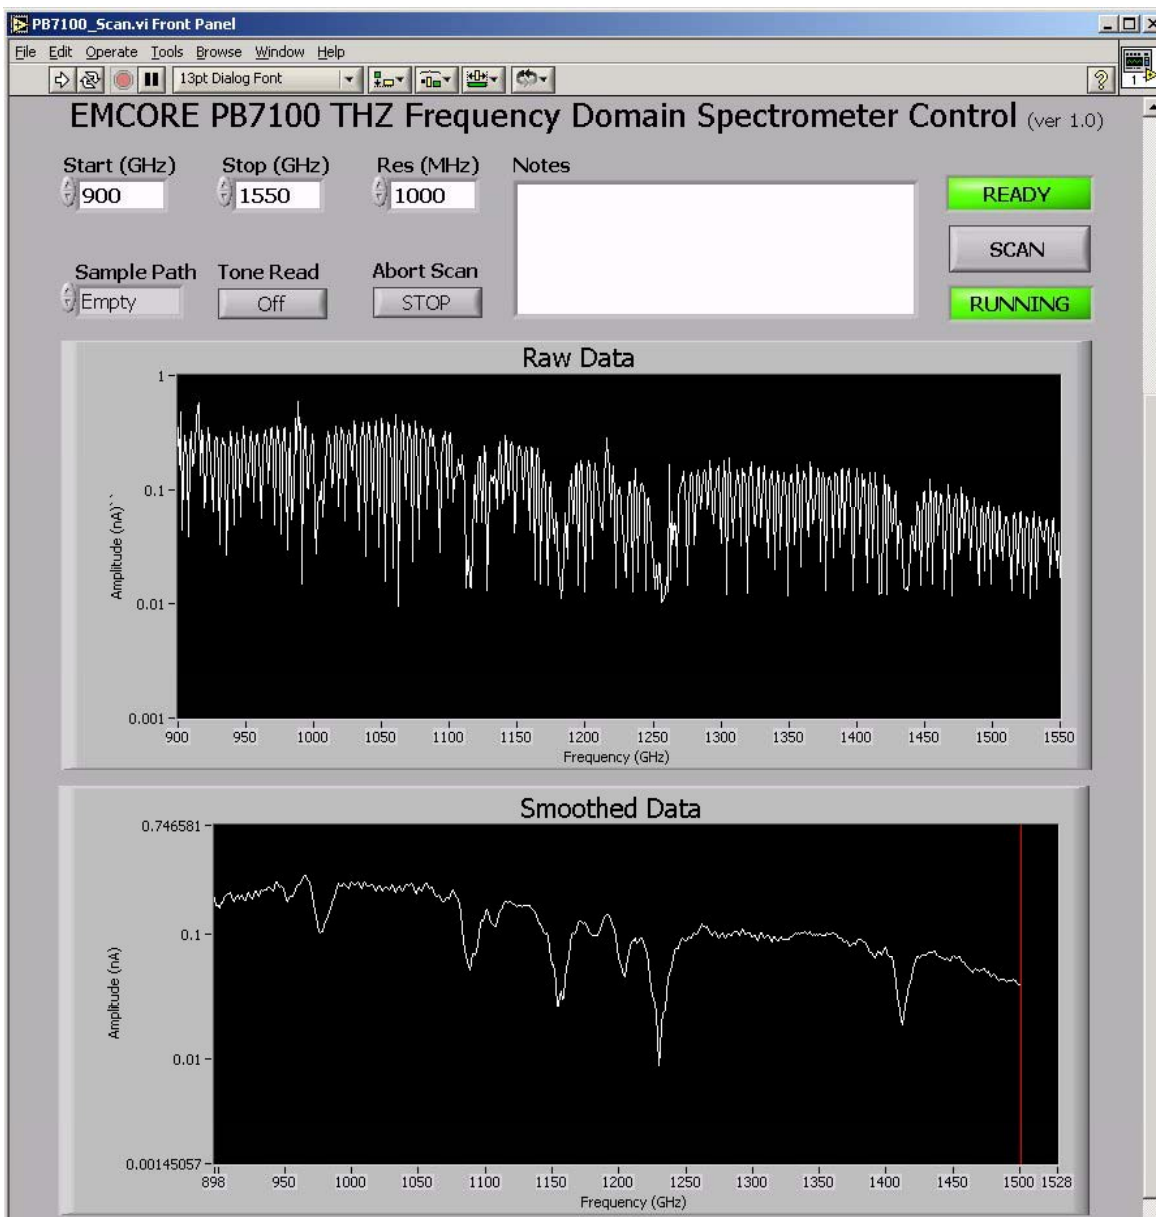 PB7100_Scan.vi Front Panel
File Edit Operate Tools Browse Window Help
13pt Dialog Font
?
1
EMCORE PB7100 THZ Frequency Domain Spectrometer Control (ver 1.0)
Start (GHz) Stop (GHz) Res (MHz) Notes
900 1550 1000
READY
SCAN
Sample Path Tone Read Abort Scan
Empty Off STOP
RUNNING
Raw Data
1
0.1
0.01
0.001
Amplitude (nA)``
900 950 1000 1050 1100 1150 1200 1250 1300 1350 1400 1450 1500 1550
Frequency (GHz)
Smoothed Data
0.746581
0.1
0.01
0.00145057
Amplitude (nA)
898 950 1000 1050 1100 1150 1200 1250 1300 1350 1400 1450 1500 1528
Frequency (GHz)